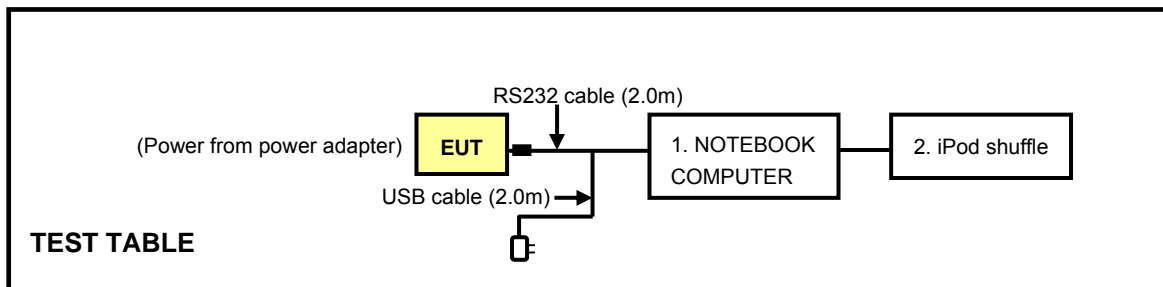 RS232 cable (2.0m)
(Power from power adapter)
EUT
1. NOTEBOOK
COMPUTER
2. iPod shuffle
USB cable (2.0m)
TEST TABLE